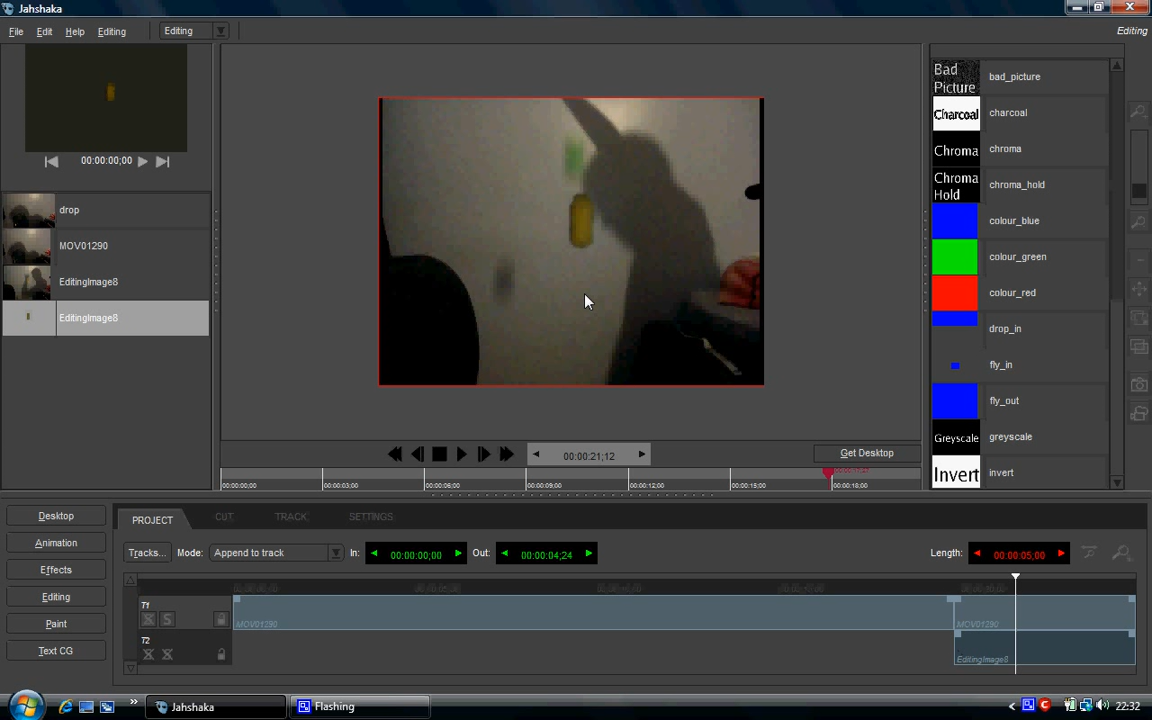 Jahshaka
File Edit Help Editing Editing Editing
00:00:00;00
drop
MOV01290
EditingImage8
EditingImage8
Bad Picture bad_picture
Charcoal charcoal
Chroma chroma
Chroma Hold chroma_hold
colour_blue
colour_green
colour_red
drop_in
fly_in
fly_out
Greyscale greyscale
Invert invert
00:00:21;12
Get Desktop
00:00:00;00 00:00:03;00 00:00:06;00 00:00:09;00 00:00:12;00 00:00:15;00 00:00:18;00
Desktop
Animation
Effects
Editing
Paint
Text CG
PROJECT CUT TRACK SETTINGS
Tracks... Mode: Append to track In: 00:00:00;00 Out: 00:00:04;24 Length: 00:00:05;00
T1
MOV01290 MOV01290
S
T2
EditingImage8
Jahshaka Flashing 22:32